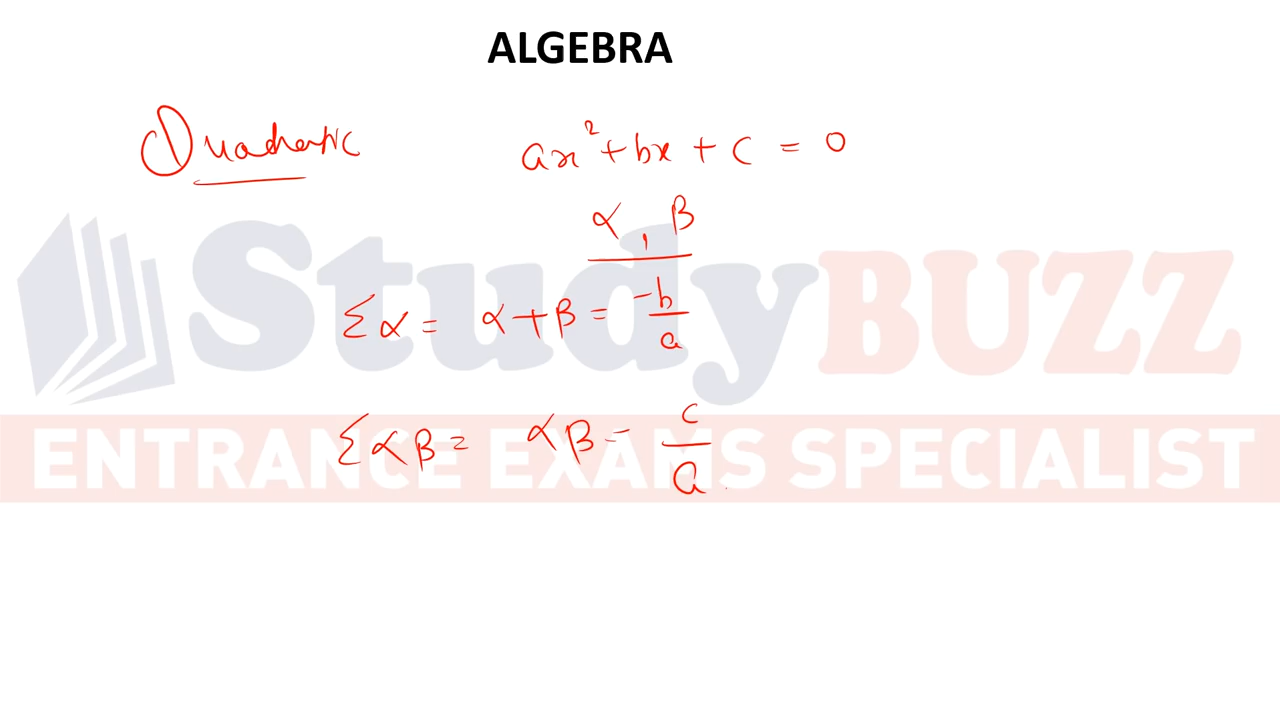 ALGEBRA
Quadratic ax²+bx+c=0
α, β
Σα = α+β = -b/a
Σαβ = αβ = c/a
StudyBUZZ
ENTRANCE EXAMS SPECIALIST